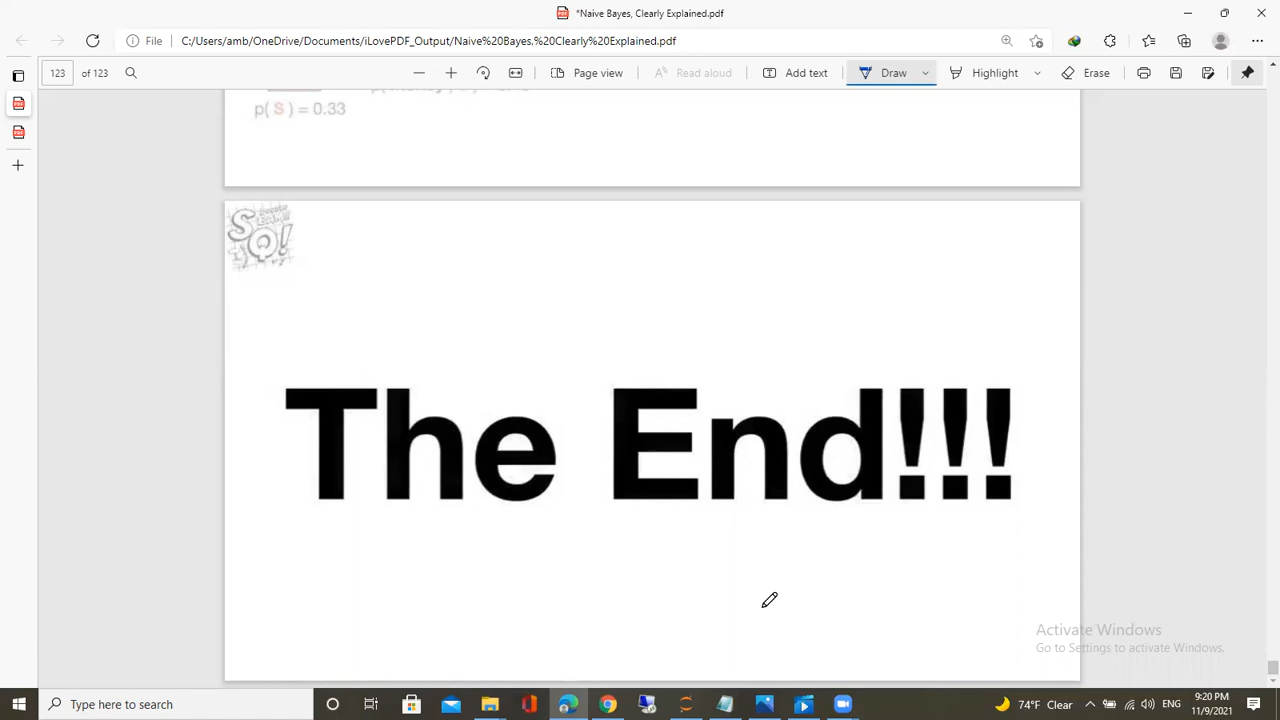 *Naive Bayes, Clearly Explained.pdf
File C:/Users/amb/OneDrive/Documents/iLovePDF_Output/Naive%20Bayes,%20Clearly%20Explained.pdf
123 of 123 Page view Read aloud Add text Draw Highlight Erase
p( S ) = 0.33
SQ!
The End!!!
Activate Windows
Go to Settings to activate Windows.
Type here to search
74°F Clear ENG
9:20 PM
11/9/2021